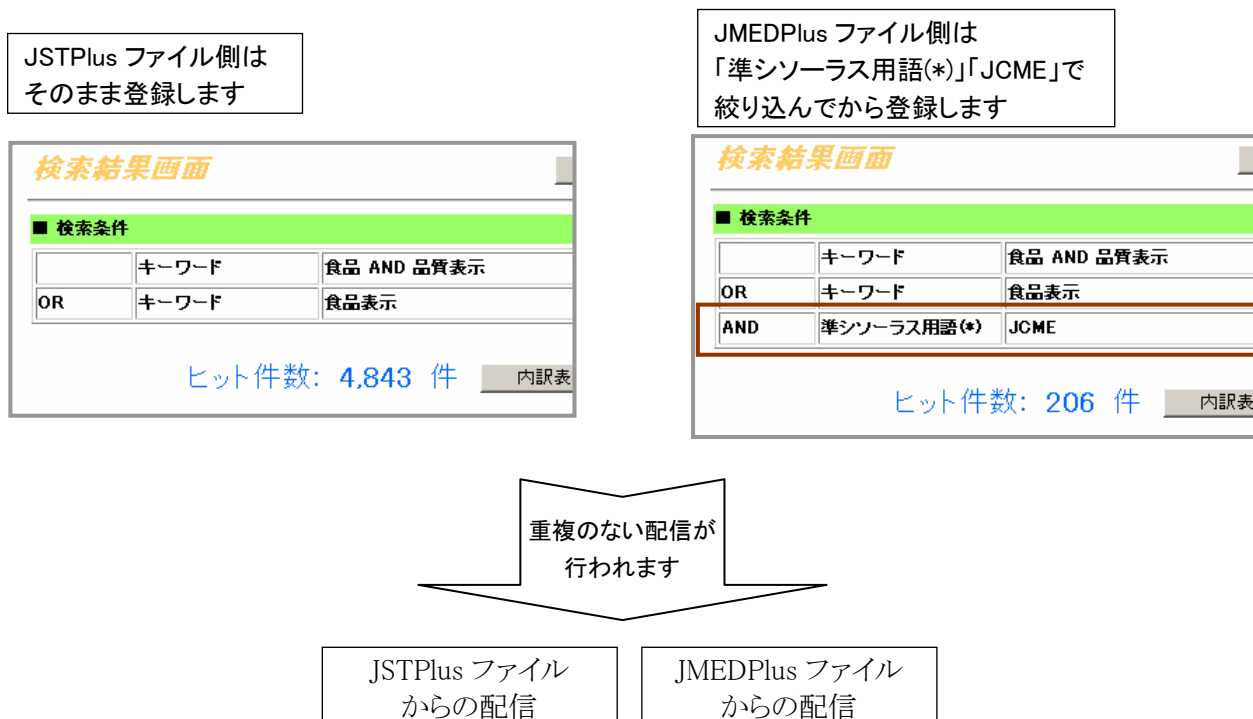 JSTPlus ファイル側は
そのまま登録します
JMEDPlus ファイル側は
「準シソーラス用語(*)」「JCME」で
絞り込んでから登録します
検索結果画面
■ 検索条件
キーワード 食品 AND 品質表示
OR キーワード 食品表示
ヒット件数: 4,843 件 内訳表
検索結果画面
■ 検索条件
キーワード 食品 AND 品質表示
OR キーワード 食品表示
AND 準シソーラス用語(*) JCME
ヒット件数: 206 件 内訳表
重複のない配信が
行われます
JSTPlus ファイル
からの配信
JMEDPlus ファイル
からの配信